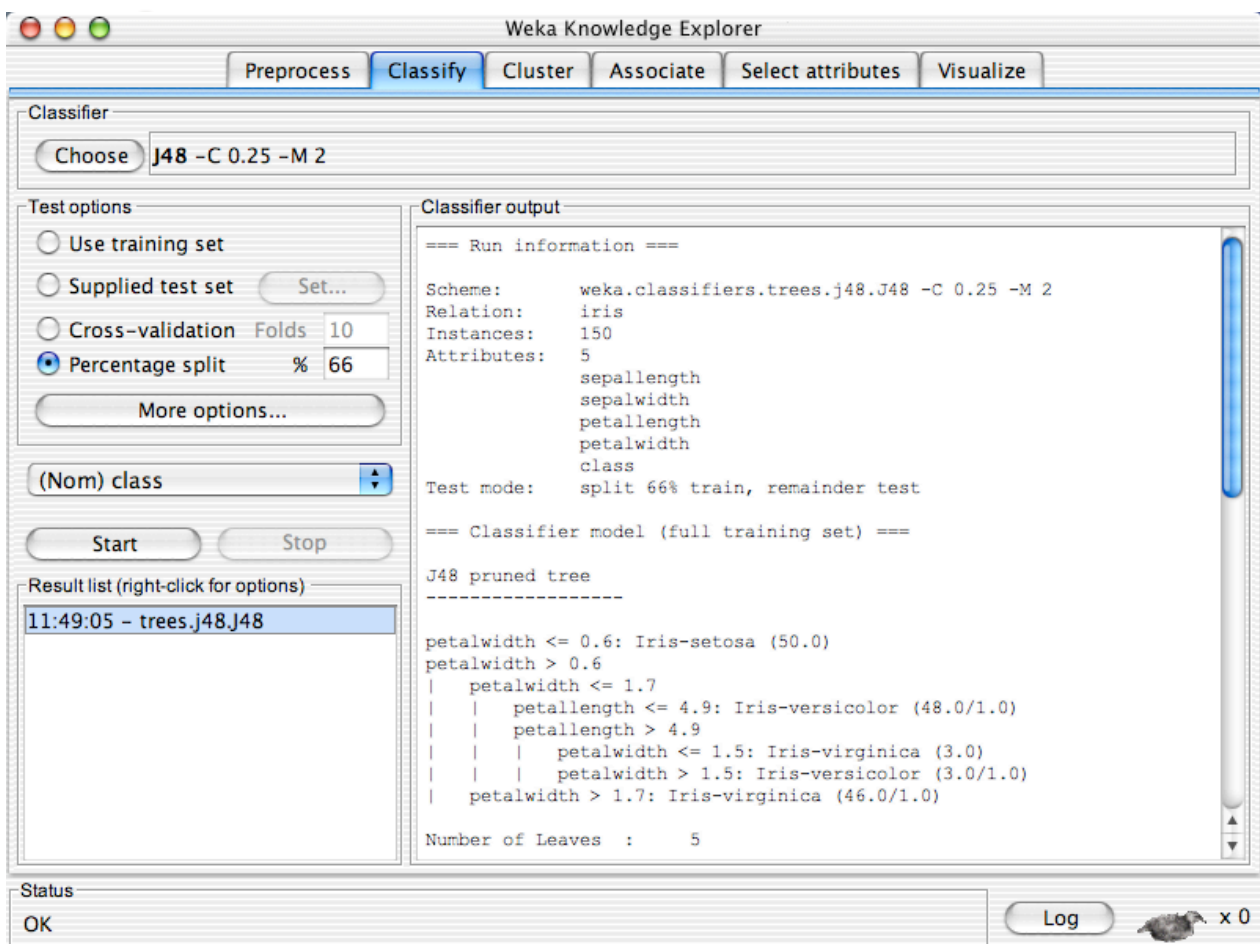 Weka Knowledge Explorer
Preprocess Classify Cluster Associate Select attributes Visualize
Classifier
Choose J48 -C 0.25 -M 2
Test options
Use training set
Supplied test set Set...
Cross-validation Folds 10
Percentage split % 66
More options...
(Nom) class
Start Stop
Result list (right-click for options)
11:49:05 - trees.j48.J48
Classifier output
=== Run information ===
Scheme: weka.classifiers.trees.j48.J48 -C 0.25 -M 2
Relation: iris
Instances: 150
Attributes: 5
sepallength
sepalwidth
petallength
petalwidth
class
Test mode: split 66% train, remainder test
=== Classifier model (full training set) ===
J48 pruned tree
------------------
petalwidth <= 0.6: Iris-setosa (50.0)
petalwidth > 0.6
|   petalwidth <= 1.7
|   |   petallength <= 4.9: Iris-versicolor (48.0/1.0)
|   |   petallength > 4.9
|   |   |   petalwidth <= 1.5: Iris-virginica (3.0)
|   |   |   petalwidth > 1.5: Iris-versicolor (3.0/1.0)
|   petalwidth > 1.7: Iris-virginica (46.0/1.0)
Number of Leaves : 5
Status
OK
Log x 0